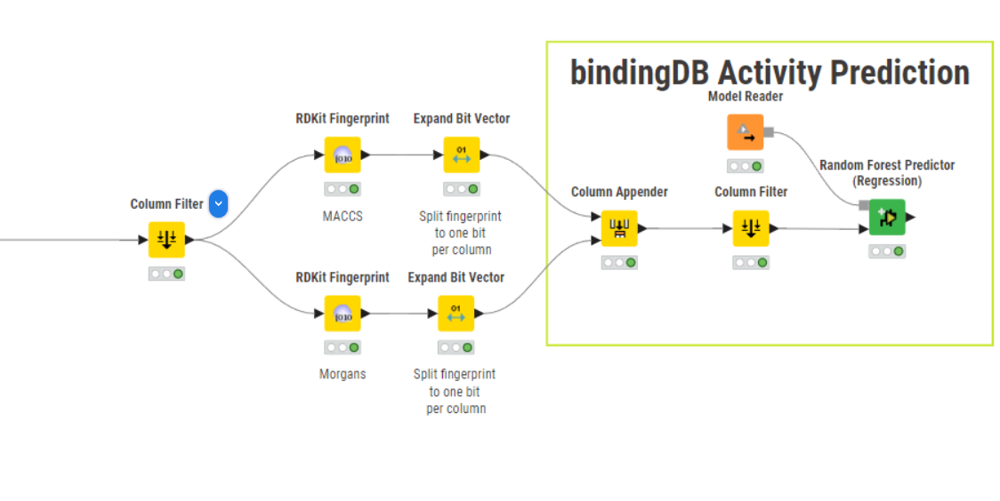 bindingDB Activity Prediction
Model Reader
RDKit Fingerprint
Expand Bit Vector
Random Forest Predictor
(Regression)
Column Filter
MACCS
Split fingerprint
to one bit
per column
Column Appender
Column Filter
RDKit Fingerprint
Expand Bit Vector
Morgans
Split fingerprint
to one bit
per column